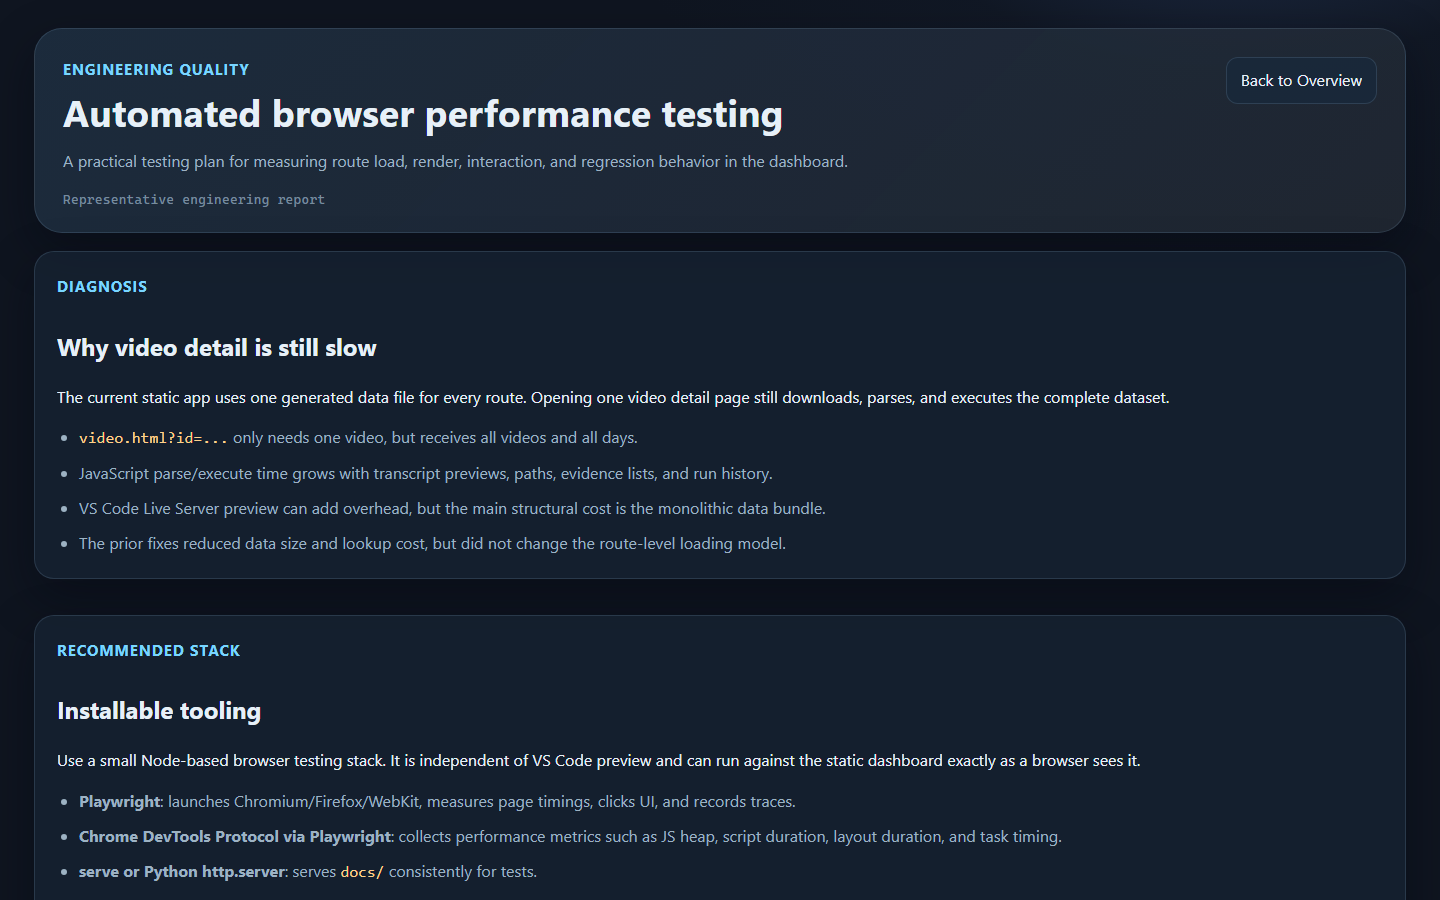 ENGINEERING QUALITY
Back to Overview
Automated browser performance testing
A practical testing plan for measuring route load, render, interaction, and regression behavior in the dashboard.
Representative engineering report
DIAGNOSIS
Why video detail is still slow
The current static app uses one generated data file for every route. Opening one video detail page still downloads, parses, and executes the complete dataset.
video.html?id=... only needs one video, but receives all videos and all days.
JavaScript parse/execute time grows with transcript previews, paths, evidence lists, and run history.
VS Code Live Server preview can add overhead, but the main structural cost is the monolithic data bundle.
The prior fixes reduced data size and lookup cost, but did not change the route-level loading model.
RECOMMENDED STACK
Installable tooling
Use a small Node-based browser testing stack. It is independent of VS Code preview and can run against the static dashboard exactly as a browser sees it.
Playwright: launches Chromium/Firefox/WebKit, measures page timings, clicks UI, and records traces.
Chrome DevTools Protocol via Playwright: collects performance metrics such as JS heap, script duration, layout duration, and task timing.
serve or Python http.server: serves docs/ consistently for tests.